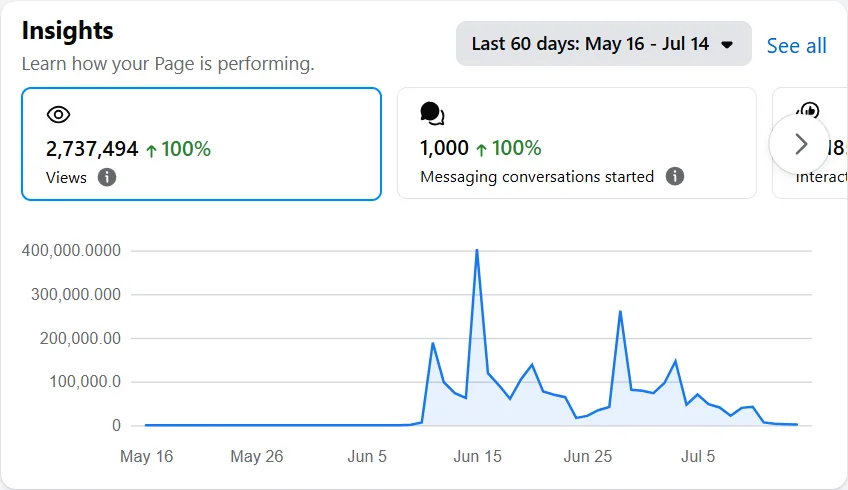 Insights
Learn how your Page is performing.
Last 60 days: May 16 - Jul 14
See all
2,737,494 ↑ 100%
Views
1,000 ↑ 100%
Messaging conversations started
400,000.0000
300,000.000
200,000.00
100,000.0
0
May 16
May 26
Jun 5
Jun 15
Jun 25
Jul 5